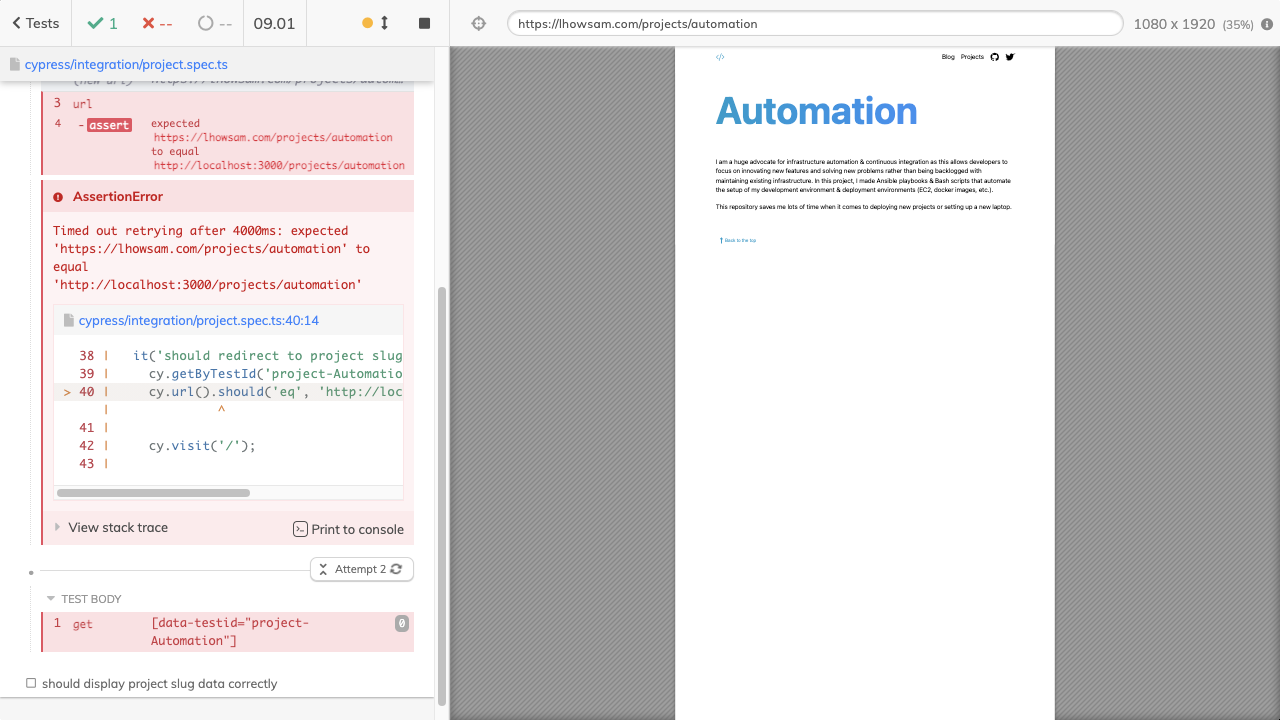 Tests
1
--
--
09.01
https://lhowsam.com/projects/automation
1080 x 1920 (35%)
cypress/integration/project.spec.ts
3 url
4 -assert expected
https://lhowsam.com/projects/automation
to equal
http://localhost:3000/projects/automation
AssertionError
Timed out retrying after 4000ms: expected
'https://lhowsam.com/projects/automation' to
equal
'http://localhost:3000/projects/automation'
cypress/integration/project.spec.ts:40:14
38 | it('should redirect to project slug
39 | cy.getByTestId('project-Automatio
> 40 | cy.url().should('eq', 'http://loc
| ^
41 |
42 | cy.visit('/');
43 |
View stack trace
Print to console
Attempt 2
TEST BODY
1 get [data-testid="project-
Automation"]
0
should display project slug data correctly
</>
Blog Projects
Automation
I am a huge advocate for infrastructure automation & continuous integration as this allows developers to
focus on innovating new features and solving new problems rather than being backlogged with
maintaining existing infrastructure. In this project, I made Ansible playbooks & Bash scripts that automate
the setup of my development environment & deployment environments (EC2, docker images, etc.).
This repository saves me lots of time when it comes to deploying new projects or setting up a new laptop.
Back to the top